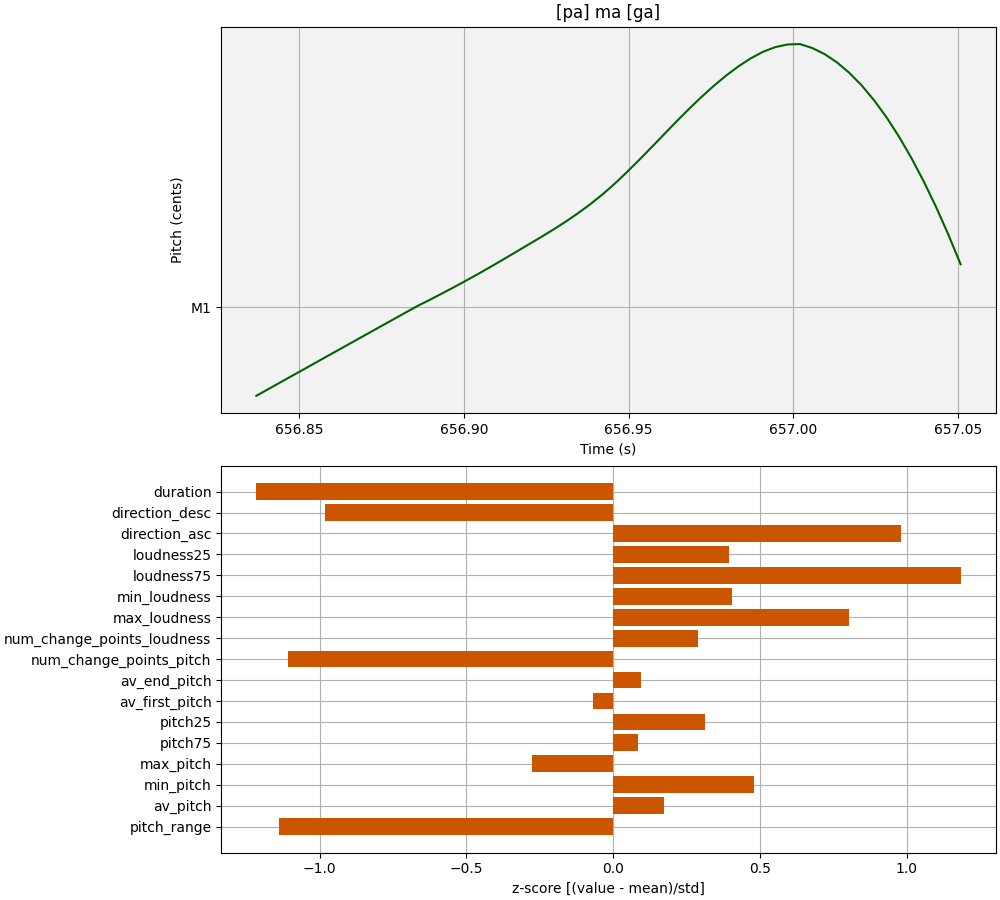 [pa] ma [ga]
Pitch (cents)
M1
656.85 656.90 656.95 657.00 657.05
Time (s)
duration
direction_desc
direction_asc
loudness25
loudness75
min_loudness
max_loudness
num_change_points_loudness
num_change_points_pitch
av_end_pitch
av_first_pitch
pitch25
pitch75
max_pitch
min_pitch
av_pitch
pitch_range
−1.0 −0.5 0.0 0.5 1.0
z-score [(value - mean)/std]